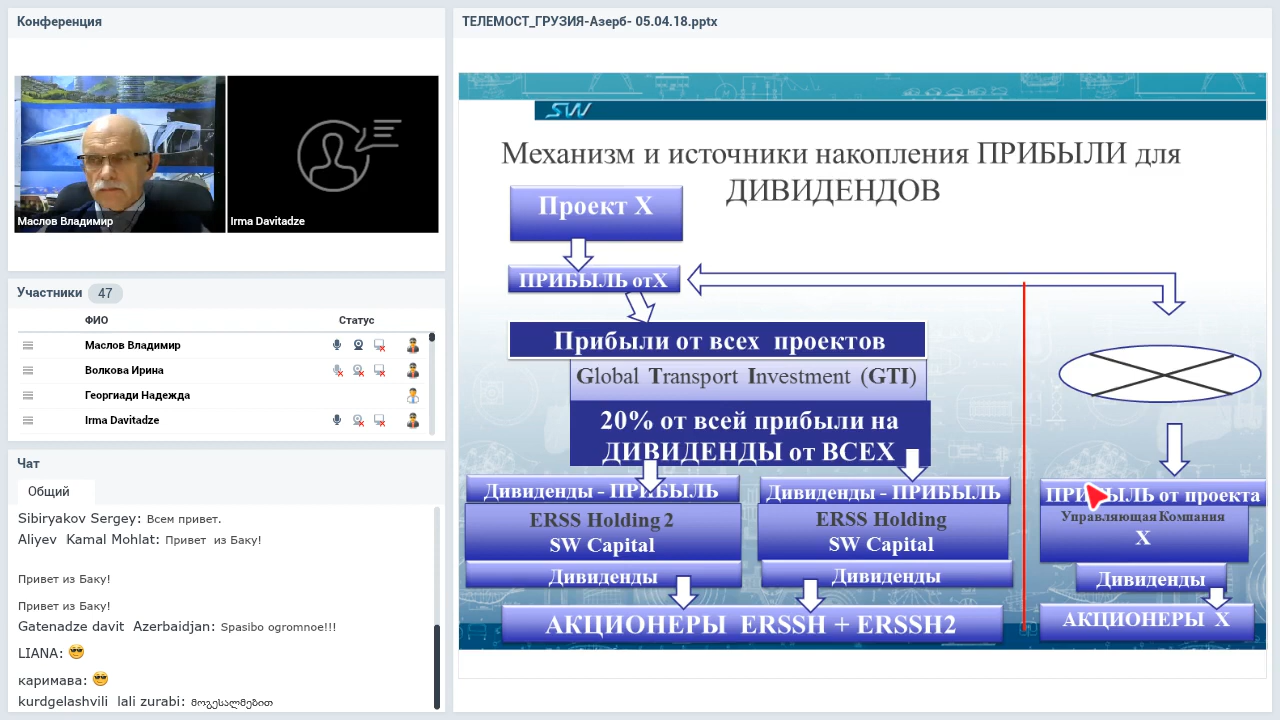 Конференция
Маслов Владимир
Irma Davitadze
Участники 47
ФИО Статус
Маслов Владимир
Волкова Ирина
Георгиади Надежда
Irma Davitadze
Чат
Общий
Sibiryakov Sergey: Всем привет.
Aliyev Kamal Mohlat: Привет из Баку!
Привет из Баку!
Привет из Баку!
Gatenadze davit Azerbaidjan: Spasibo ogromnoe!!!
LIANA:
каримава:
kurdgelashvili lali zurabi: მოგესალმებით
ТЕЛЕМОСТ_ГРУЗИЯ-Азерб- 05.04.18.pptx
SW
Механизм и источники накопления ПРИБЫЛИ для
ДИВИДЕНДОВ
Проект X
ПРИБЫЛЬ отX
Прибыли от всех проектов
Global Transport Investment (GTI)
20% от всей прибыли на
ДИВИДЕНДЫ от ВСЕХ
Дивиденды - ПРИБЫЛЬ
ERSS Holding 2
SW Capital
Дивиденды
Дивиденды - ПРИБЫЛЬ
ERSS Holding
SW Capital
Дивиденды
АКЦИОНЕРЫ ERSSH + ERSSH2
ПРИБЫЛЬ от проекта
Управляющая Компания
X
Дивиденды
АКЦИОНЕРЫ X